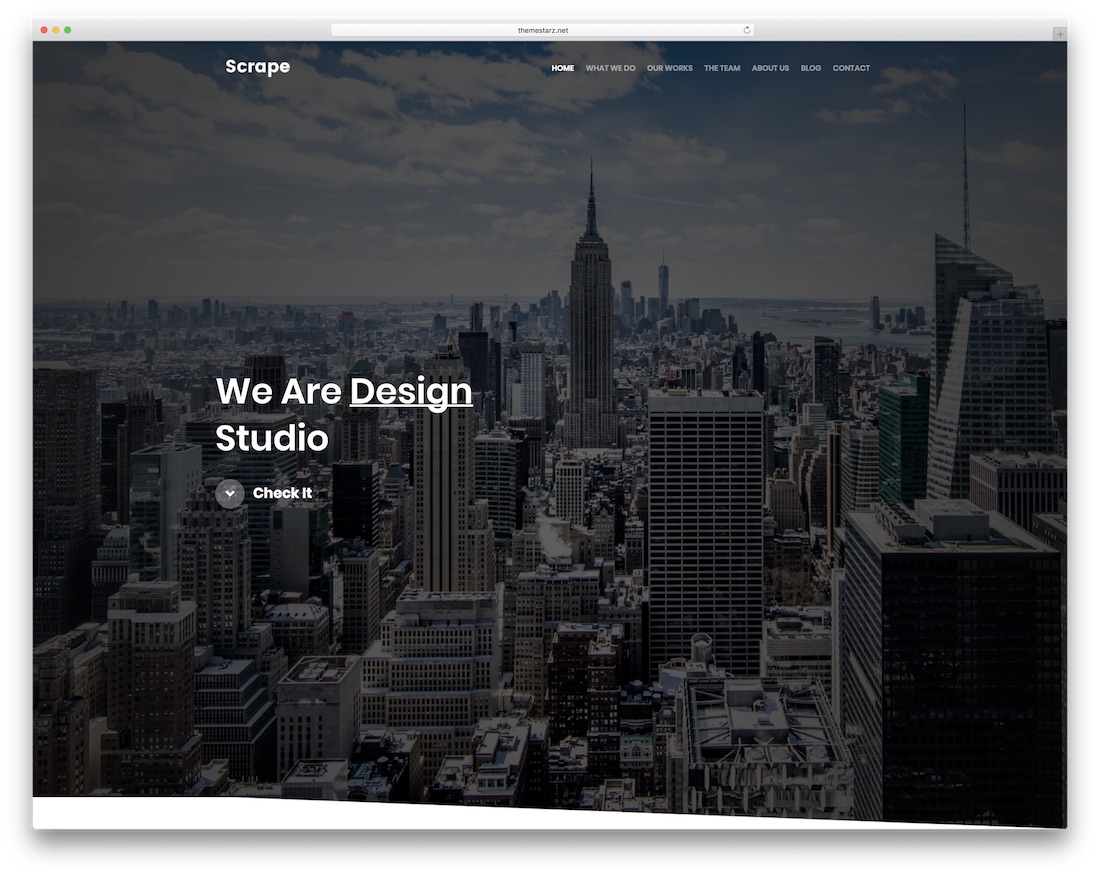 themestarz.net
Scrape
HOME WHAT WE DO OUR WORKS THE TEAM ABOUT US BLOG CONTACT
We Are Design
Studio
Check It